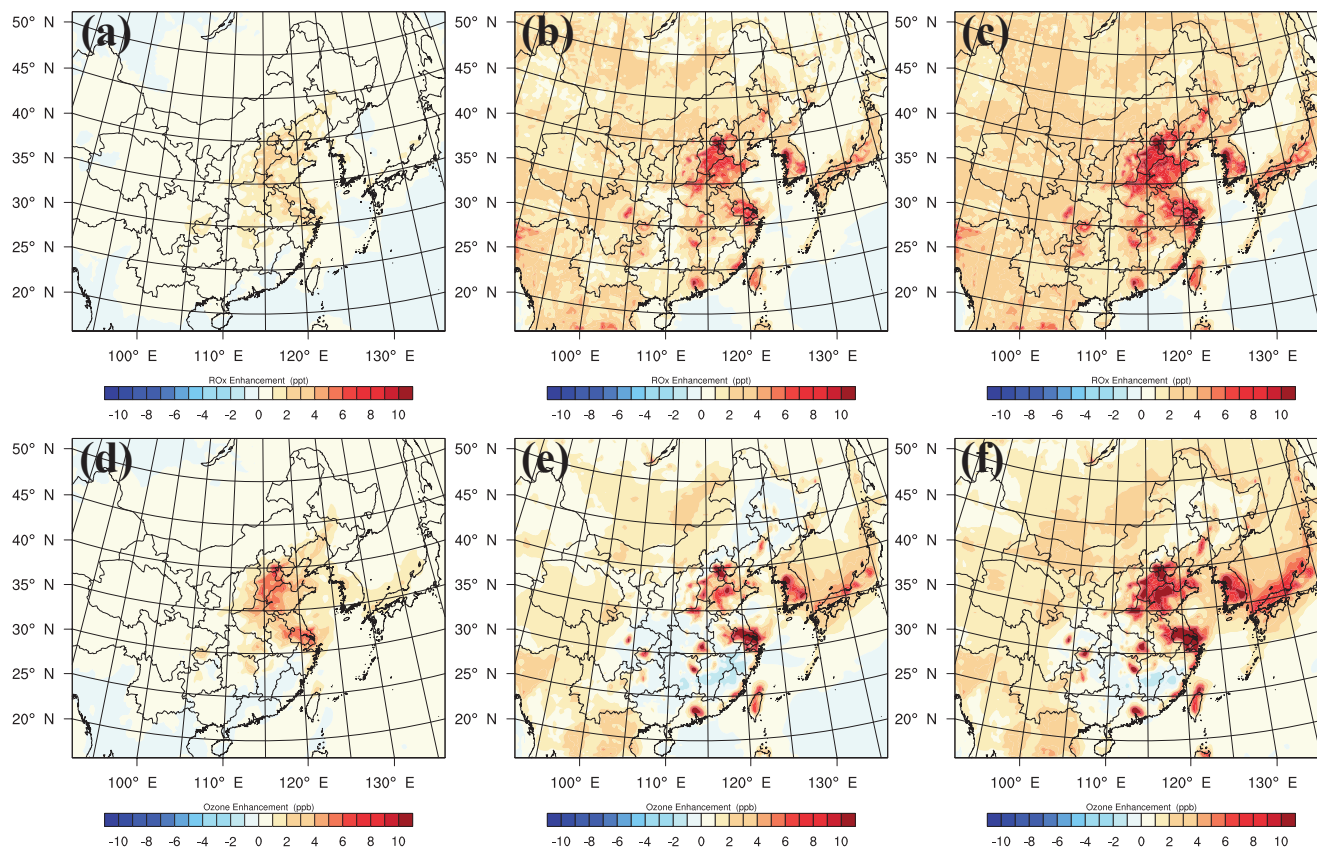 (a) (b) (c)
50° N 50° N 50° N
45° N 45° N 45° N
40° N 40° N 40° N
35° N 35° N 35° N
30° N 30° N 30° N
25° N 25° N 25° N
20° N 20° N 20° N
100° E 110° E 120° E 130° E 100° E 110° E 120° E 130° E 100° E 110° E 120° E 130° E
ROx Enhancement (ppt) ROx Enhancement (ppt) ROx Enhancement (ppt)
-10 -8 -6 -4 -2 0 2 4 6 8 10 -10 -8 -6 -4 -2 0 2 4 6 8 10 -10 -8 -6 -4 -2 0 2 4 6 8 10
(d) (e) (f)
50° N 50° N 50° N
45° N 45° N 45° N
40° N 40° N 40° N
35° N 35° N 35° N
30° N 30° N 30° N
25° N 25° N 25° N
20° N 20° N 20° N
100° E 110° E 120° E 130° E 100° E 110° E 120° E 130° E 100° E 110° E 120° E 130° E
Ozone Enhancement (ppb) Ozone Enhancement (ppb) Ozone Enhancement (ppb)
-10 -8 -6 -4 -2 0 2 4 6 8 10 -10 -8 -6 -4 -2 0 2 4 6 8 10 -10 -8 -6 -4 -2 0 2 4 6 8 10